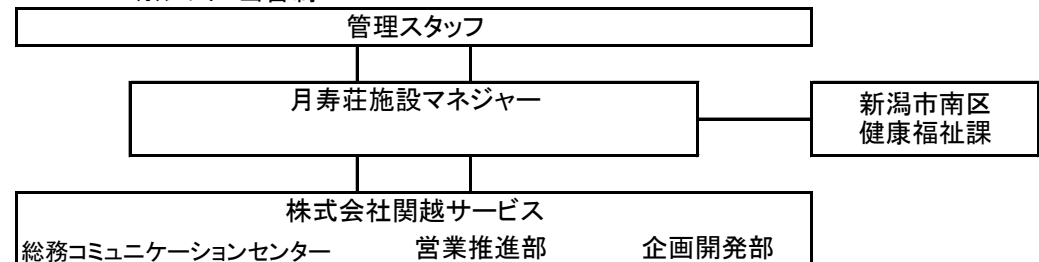 管理スタッフ
月寿荘施設マネジャー
新潟市南区
健康福祉課
株式会社関越サービス
総務コミュニケーションセンター 営業推進部 企画開発部